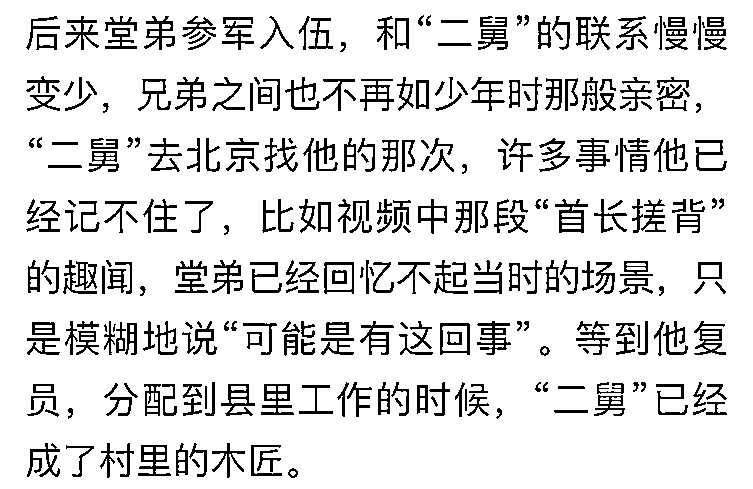 后来堂弟参军入伍，和“二舅”的联系慢慢
变少，兄弟之间也不再如少年时那般亲密，
“二舅”去北京找他的那次，许多事情他已
经记不住了，比如视频中那段“首长搓背”
的趣闻，堂弟已经回忆不起当时的场景，只
是模糊地说“可能是有这回事”。等到他复
员，分配到县里工作的时候，“二舅”已经
成了村里的木匠。